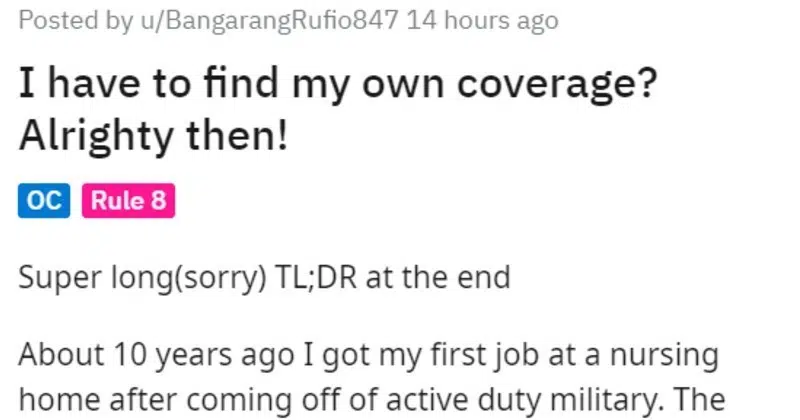 Posted by u/BangarangRufio847 14 hours ago
I have to find my own coverage?
Alrighty then!
OC Rule 8
Super long(sorry) TL;DR at the end
About 10 years ago I got my first job at a nursing
home after coming off of active duty military. The